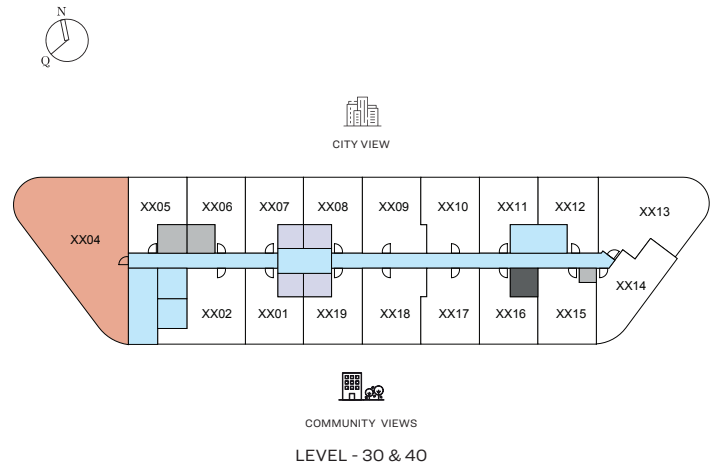 N
Q
CITY VIEW
XX05 XX06 XX07 XX08 XX09 XX10 XX11 XX12 XX13
XX04
XX14
XX02 XX01 XX19 XX18 XX17 XX16 XX15
COMMUNITY VIEWS
LEVEL - 30 & 40